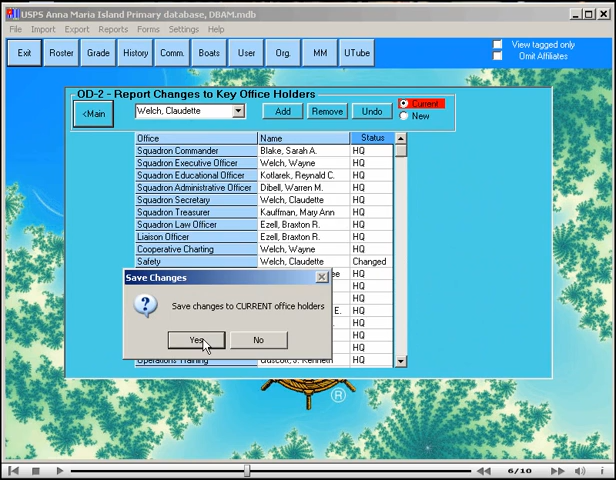 USPS Anna Maria Island Primary database, DBAM.mdb
File Import Export Reports Forms Settings Help
Exit Roster Grade History Comm. Boats User Org. MM UTube
View tagged only
Omit Affiliates
OD-2 - Report Changes to Key Office Holders
<Main Welch, Claudette Add Remove Undo Current
New
Office Name Status
Squadron Commander Blake, Sarah A. HQ
Squadron Executive Officer Welch, Wayne HQ
Squadron Educational Officer Kotlarek, Reynald C. HQ
Squadron Administrative Officer Dibell, Warren M. HQ
Squadron Secretary Welch, Claudette HQ
Squadron Treasurer Kauffman, Mary Ann HQ
Squadron Law Officer Ezell, Braxton R. HQ
Liaison Officer Ezell, Braxton R. HQ
Cooperative Charting Welch, Wayne HQ
Safety Welch, Claudette Changed
ee HQ
HQ
HQ
E. HQ
HQ
HQ
Operations Training Guscott, J. Kenneth HQ
Save Changes
Save changes to CURRENT office holders
Yes No
®
6/10